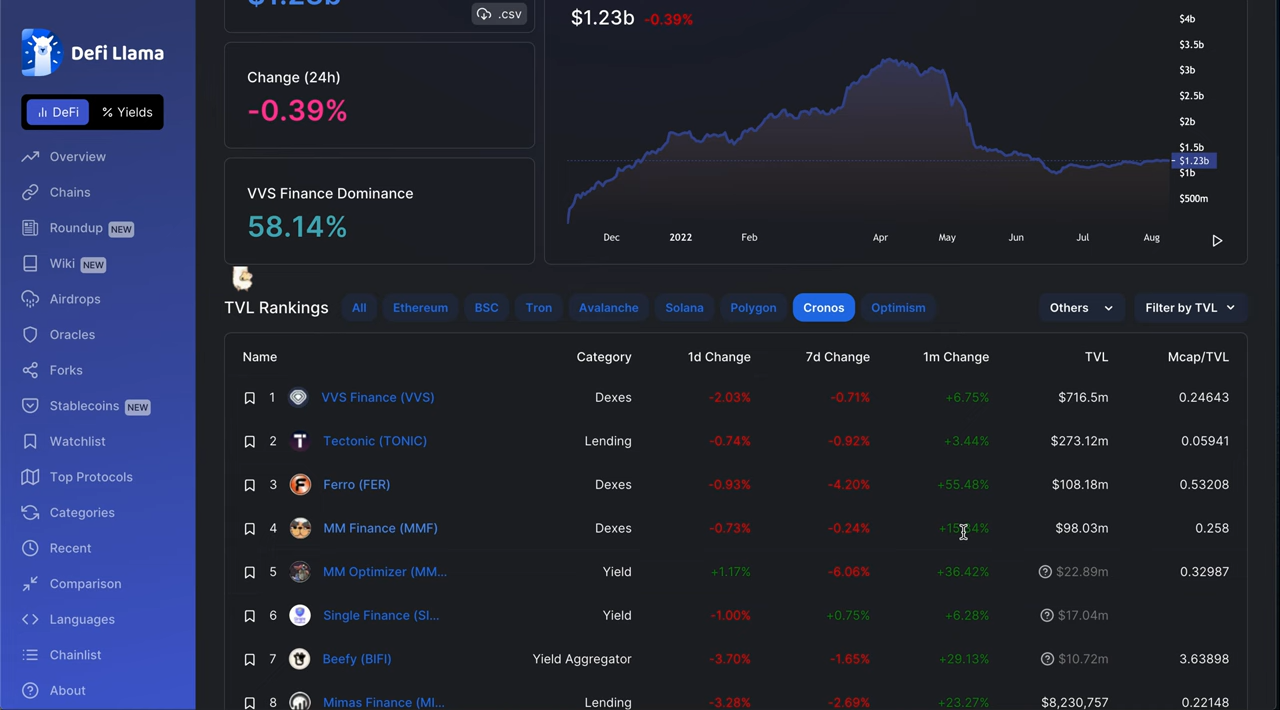 $1.23b
.csv
$1.23b -0.39%
$4b
$3.5b
$3b
$2.5b
$2b
$1.5b
$1.23b
$1b
$500m
Dec 2022 Feb Apr May Jun Jul Aug
Defi Llama
DeFi
Yields
Overview
Chains
Roundup NEW
Wiki NEW
Airdrops
Oracles
Forks
Stablecoins NEW
Watchlist
Top Protocols
Categories
Recent
Comparison
Languages
Chainlist
About
Change (24h)
-0.39%
VVS Finance Dominance
58.14%
TVL Rankings All Ethereum BSC Tron Avalanche Solana Polygon Cronos Optimism Others Filter by TVL
Name Category 1d Change 7d Change 1m Change TVL Mcap/TVL
1 VVS Finance (VVS) Dexes -2.03% -0.71% +6.75% $716.5m 0.24643
2 Tectonic (TONIC) Lending -0.74% -0.92% +3.44% $273.12m 0.05941
3 Ferro (FER) Dexes -0.93% -4.20% +55.48% $108.18m 0.53208
4 MM Finance (MMF) Dexes -0.73% -0.24% $98.03m 0.258
5 MM Optimizer (MM... Yield +1.17% -6.06% +36.42% $22.89m 0.32987
6 Single Finance (SI... Yield -1.00% +0.75% +6.28% $17.04m
7 Beefy (BIFI) Yield Aggregator -3.70% -1.65% +29.13% $10.72m 3.63898
8 Mimas Finance (MI... Lending -3.28% -2.69% +23.27% $8,230,757 0.22148